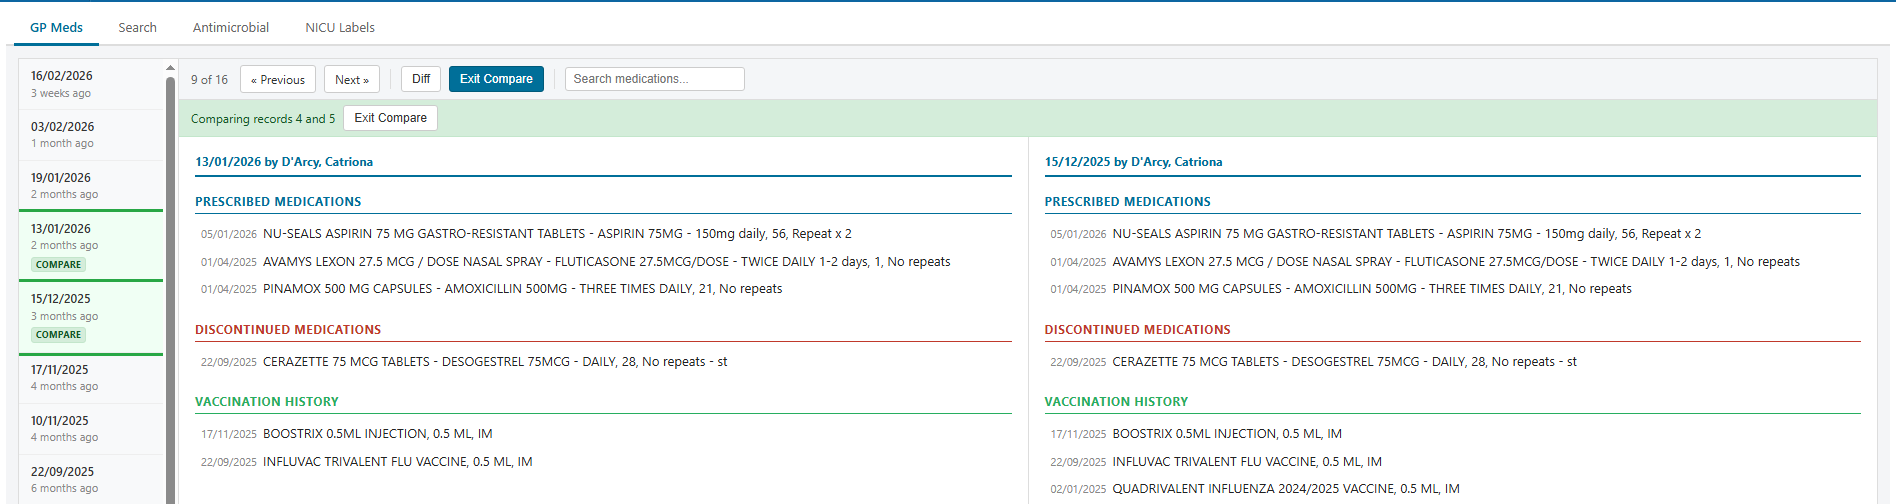 GP Meds Search Antimicrobial NICU Labels
16/02/2026
3 weeks ago
03/02/2026
1 month ago
19/01/2026
2 months ago
13/01/2026
2 months ago
COMPARE
15/12/2025
3 months ago
COMPARE
17/11/2025
4 months ago
10/11/2025
4 months ago
22/09/2025
6 months ago
9 of 16 « Previous Next » Diff Exit Compare Search medications...
Comparing records 4 and 5 Exit Compare
13/01/2026 by D'Arcy, Catriona
PRESCRIBED MEDICATIONS
05/01/2026 NU-SEALS ASPIRIN 75 MG GASTRO-RESISTANT TABLETS - ASPIRIN 75MG - 150mg daily, 56, Repeat x 2
01/04/2025 AVAMYS LEXON 27.5 MCG / DOSE NASAL SPRAY - FLUTICASONE 27.5MCG/DOSE - TWICE DAILY 1-2 days, 1, No repeats
01/04/2025 PINAMOX 500 MG CAPSULES - AMOXICILLIN 500MG - THREE TIMES DAILY, 21, No repeats
DISCONTINUED MEDICATIONS
22/09/2025 CERAZETTE 75 MCG TABLETS - DESOGESTREL 75MCG - DAILY, 28, No repeats - st
VACCINATION HISTORY
17/11/2025 BOOSTRIX 0.5ML INJECTION, 0.5 ML, IM
22/09/2025 INFLUVAC TRIVALENT FLU VACCINE, 0.5 ML, IM
15/12/2025 by D'Arcy, Catriona
PRESCRIBED MEDICATIONS
05/01/2026 NU-SEALS ASPIRIN 75 MG GASTRO-RESISTANT TABLETS - ASPIRIN 75MG - 150mg daily, 56, Repeat x 2
01/04/2025 AVAMYS LEXON 27.5 MCG / DOSE NASAL SPRAY - FLUTICASONE 27.5MCG/DOSE - TWICE DAILY 1-2 days, 1, No repeats
01/04/2025 PINAMOX 500 MG CAPSULES - AMOXICILLIN 500MG - THREE TIMES DAILY, 21, No repeats
DISCONTINUED MEDICATIONS
22/09/2025 CERAZETTE 75 MCG TABLETS - DESOGESTREL 75MCG - DAILY, 28, No repeats - st
VACCINATION HISTORY
17/11/2025 BOOSTRIX 0.5ML INJECTION, 0.5 ML, IM
22/09/2025 INFLUVAC TRIVALENT FLU VACCINE, 0.5 ML, IM
02/01/2025 QUADRIVALENT INFLUENZA 2024/2025 VACCINE, 0.5 ML, IM